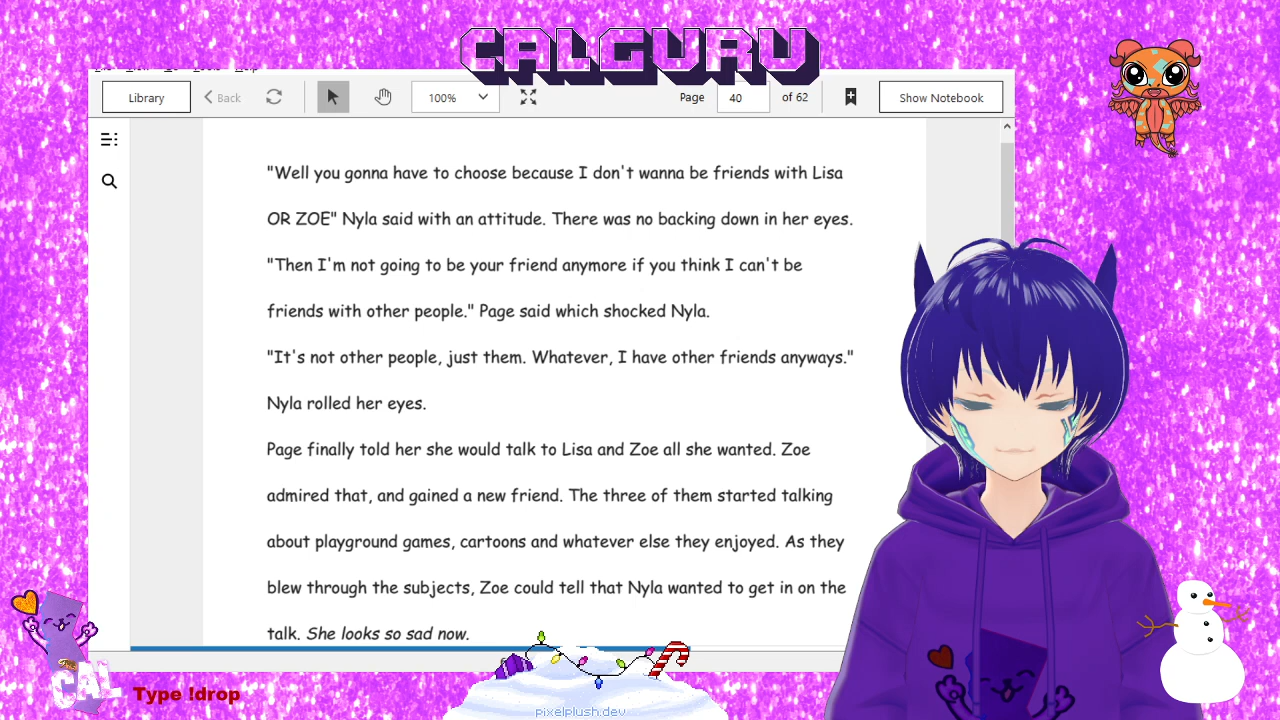 CALGURU
Library
Back
100%
Page
40
of 62
Show Notebook
"Well you gonna have to choose because I don't wanna be friends with Lisa
OR ZOE" Nyla said with an attitude. There was no backing down in her eyes.
"Then I'm not going to be your friend anymore if you think I can't be
friends with other people." Page said which shocked Nyla.
"It's not other people, just them. Whatever, I have other friends anyways."
Nyla rolled her eyes.
Page finally told her she would talk to Lisa and Zoe all she wanted. Zoe
admired that, and gained a new friend. The three of them started talking
about playground games, cartoons and whatever else they enjoyed. As they
blew through the subjects, Zoe could tell that Nyla wanted to get in on the
talk. She looks so sad now.
CAL
Type !drop
pixelplush.dev